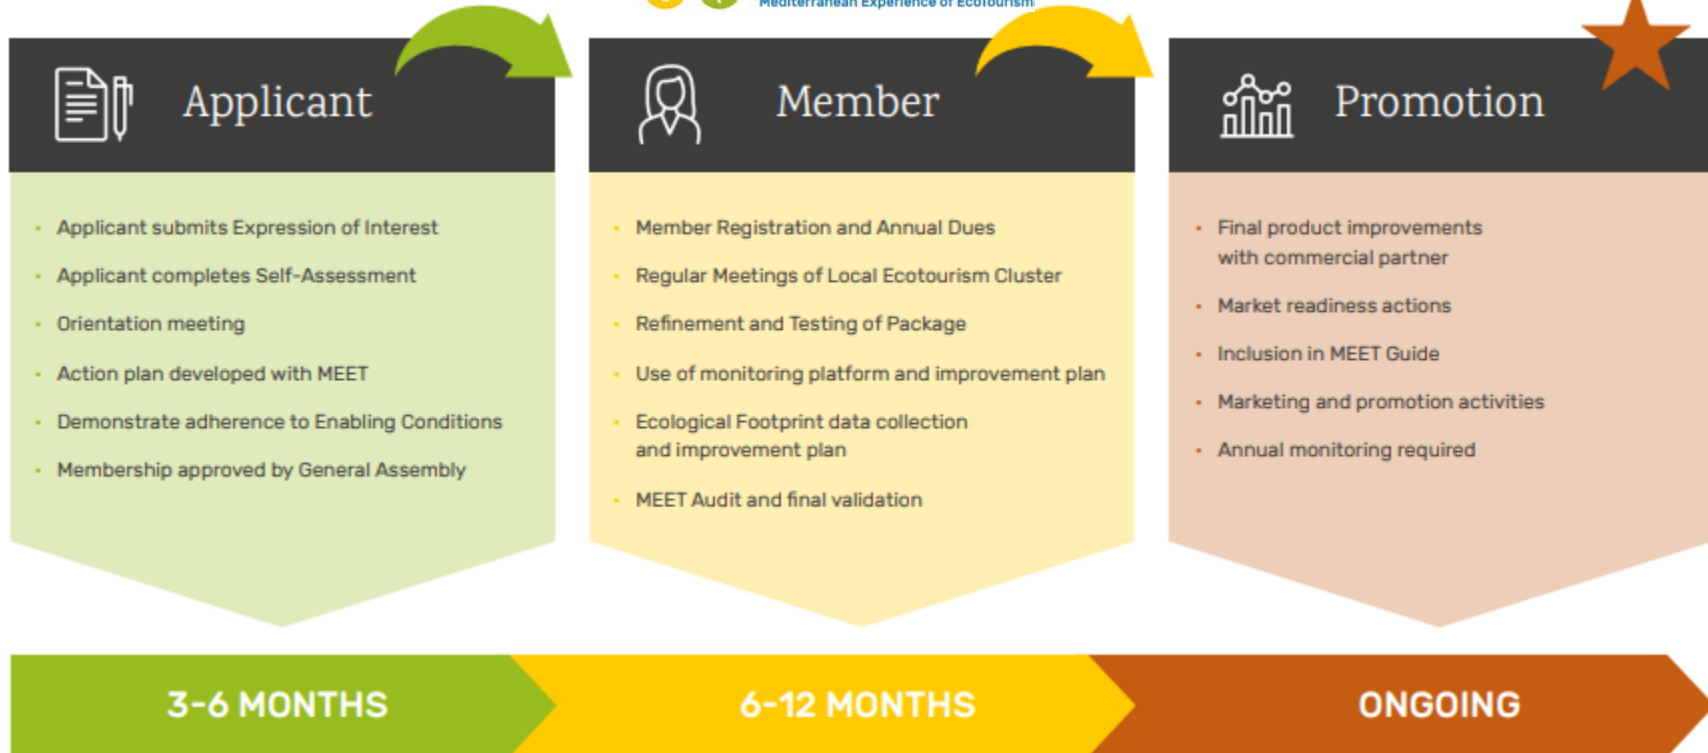 Mediterranean Experience of EcoTourism
Applicant
Applicant submits Expression of Interest
Applicant completes Self-Assessment
Orientation meeting
Action plan developed with MEET
Demonstrate adherence to Enabling Conditions
Membership approved by General Assembly
Member
Member Registration and Annual Dues
Regular Meetings of Local Ecotourism Cluster
Refinement and Testing of Package
Use of monitoring platform and improvement plan
Ecological Footprint data collection
and improvement plan
MEET Audit and final validation
Promotion
Final product improvements
with commercial partner
Market readiness actions
Inclusion in MEET Guide
Marketing and promotion activities
Annual monitoring required
3-6 MONTHS
6-12 MONTHS
ONGOING